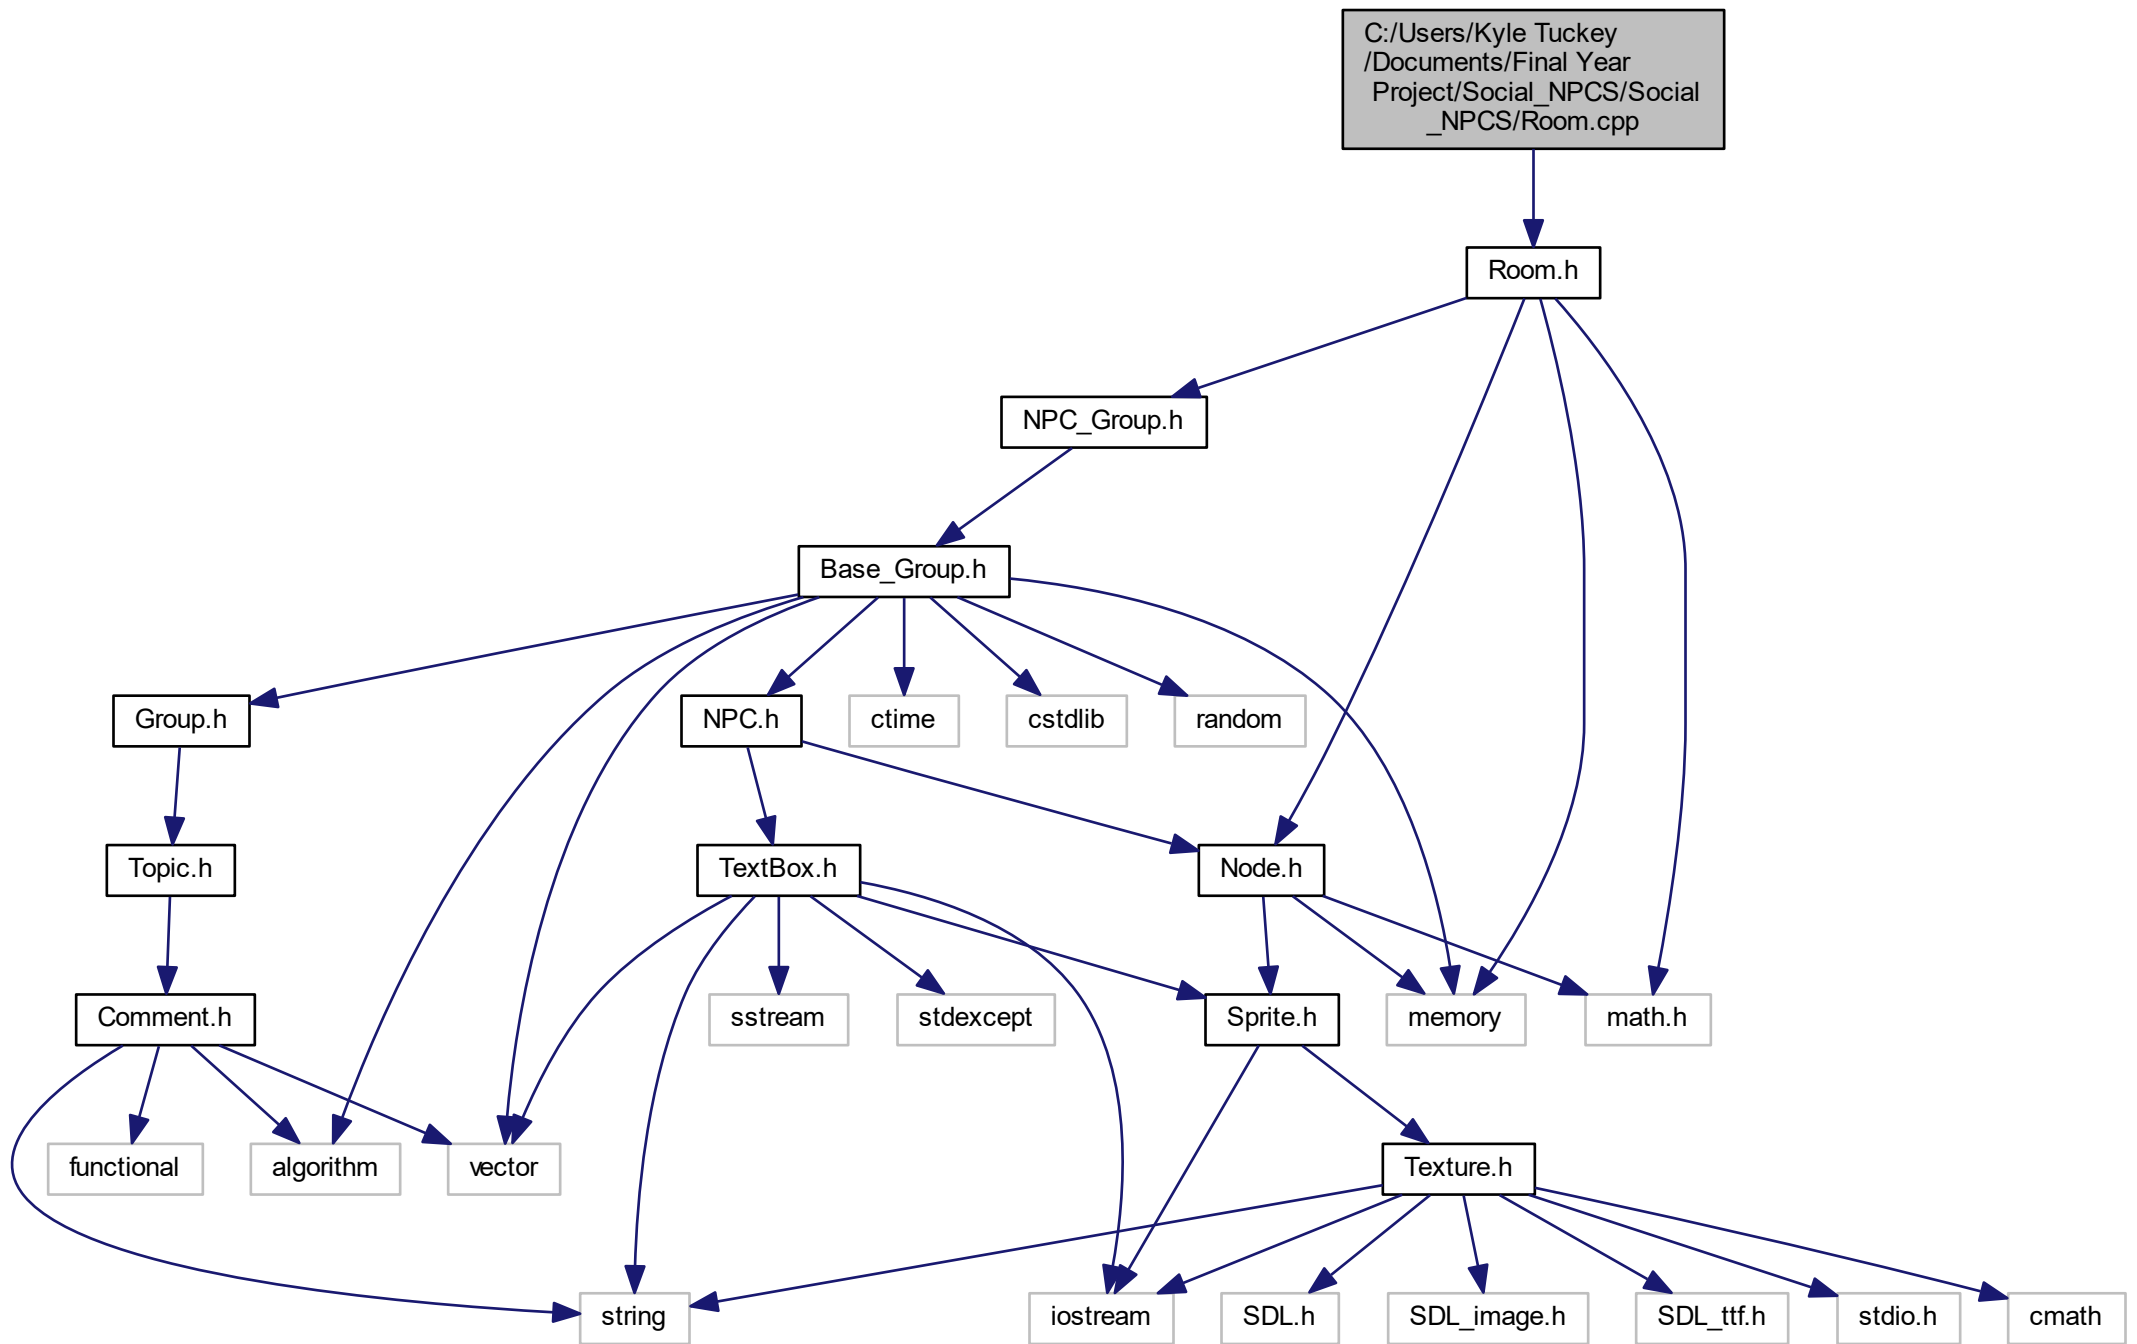 C:/Users/Kyle Tuckey
/Documents/Final Year
Project/Social_NPCS/Social
_NPCS/Room.cpp
Room.h
NPC_Group.h
Base_Group.h
Group.h
NPC.h
ctime
cstdlib
random
Topic.h
TextBox.h
Node.h
Comment.h
sstream
stdexcept
Sprite.h
memory
math.h
functional
algorithm
vector
Texture.h
string
iostream
SDL.h
SDL_image.h
SDL_ttf.h
stdio.h
cmath